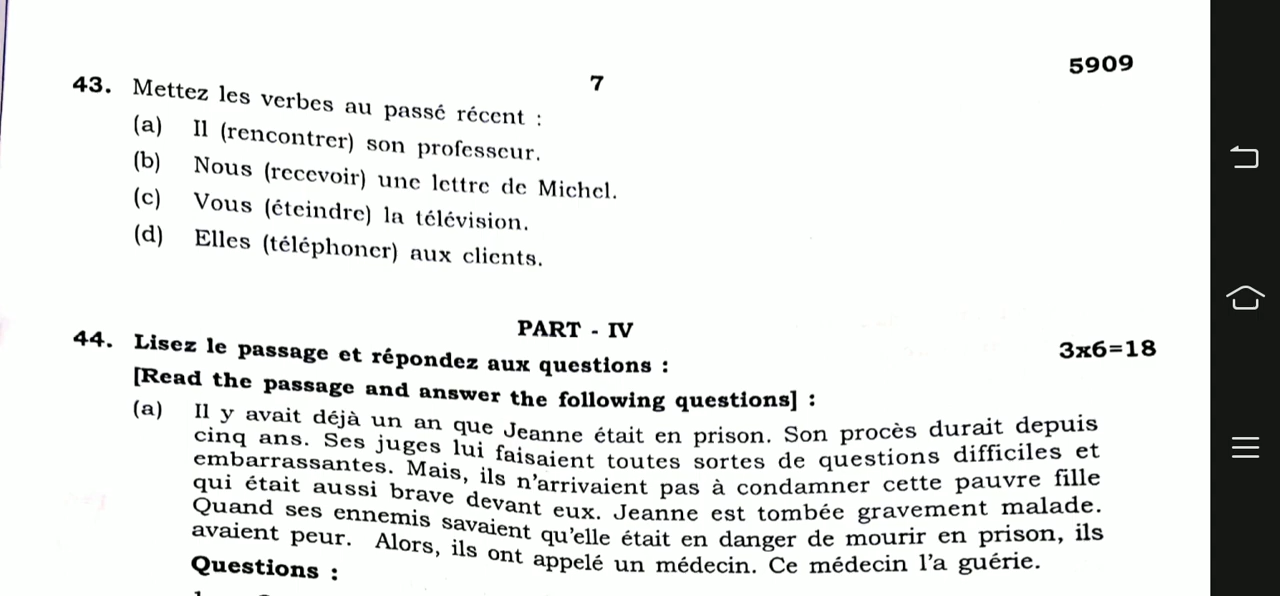 7
5909
43. Mettez les verbes au passé récent :
(a) Il (rencontrer) son professeur.
(b) Nous (recevoir) une lettre de Michel.
(c) Vous (éteindre) la télévision.
(d) Elles (téléphoner) aux clients.
PART - IV
44. Lisez le passage et répondez aux questions : 3x6=18
[Read the passage and answer the following questions] :
(a) Il y avait déjà un an que Jeanne était en prison. Son procès durait depuis
cinq ans. Ses juges lui faisaient toutes sortes de questions difficiles et
embarrassantes. Mais, ils n'arrivaient pas à condamner cette pauvre fille
qui était aussi brave devant eux. Jeanne est tombée gravement malade.
Quand ses ennemis savaient qu'elle était en danger de mourir en prison, ils
avaient peur. Alors, ils ont appelé un médecin. Ce médecin l'a guérie.
Questions :